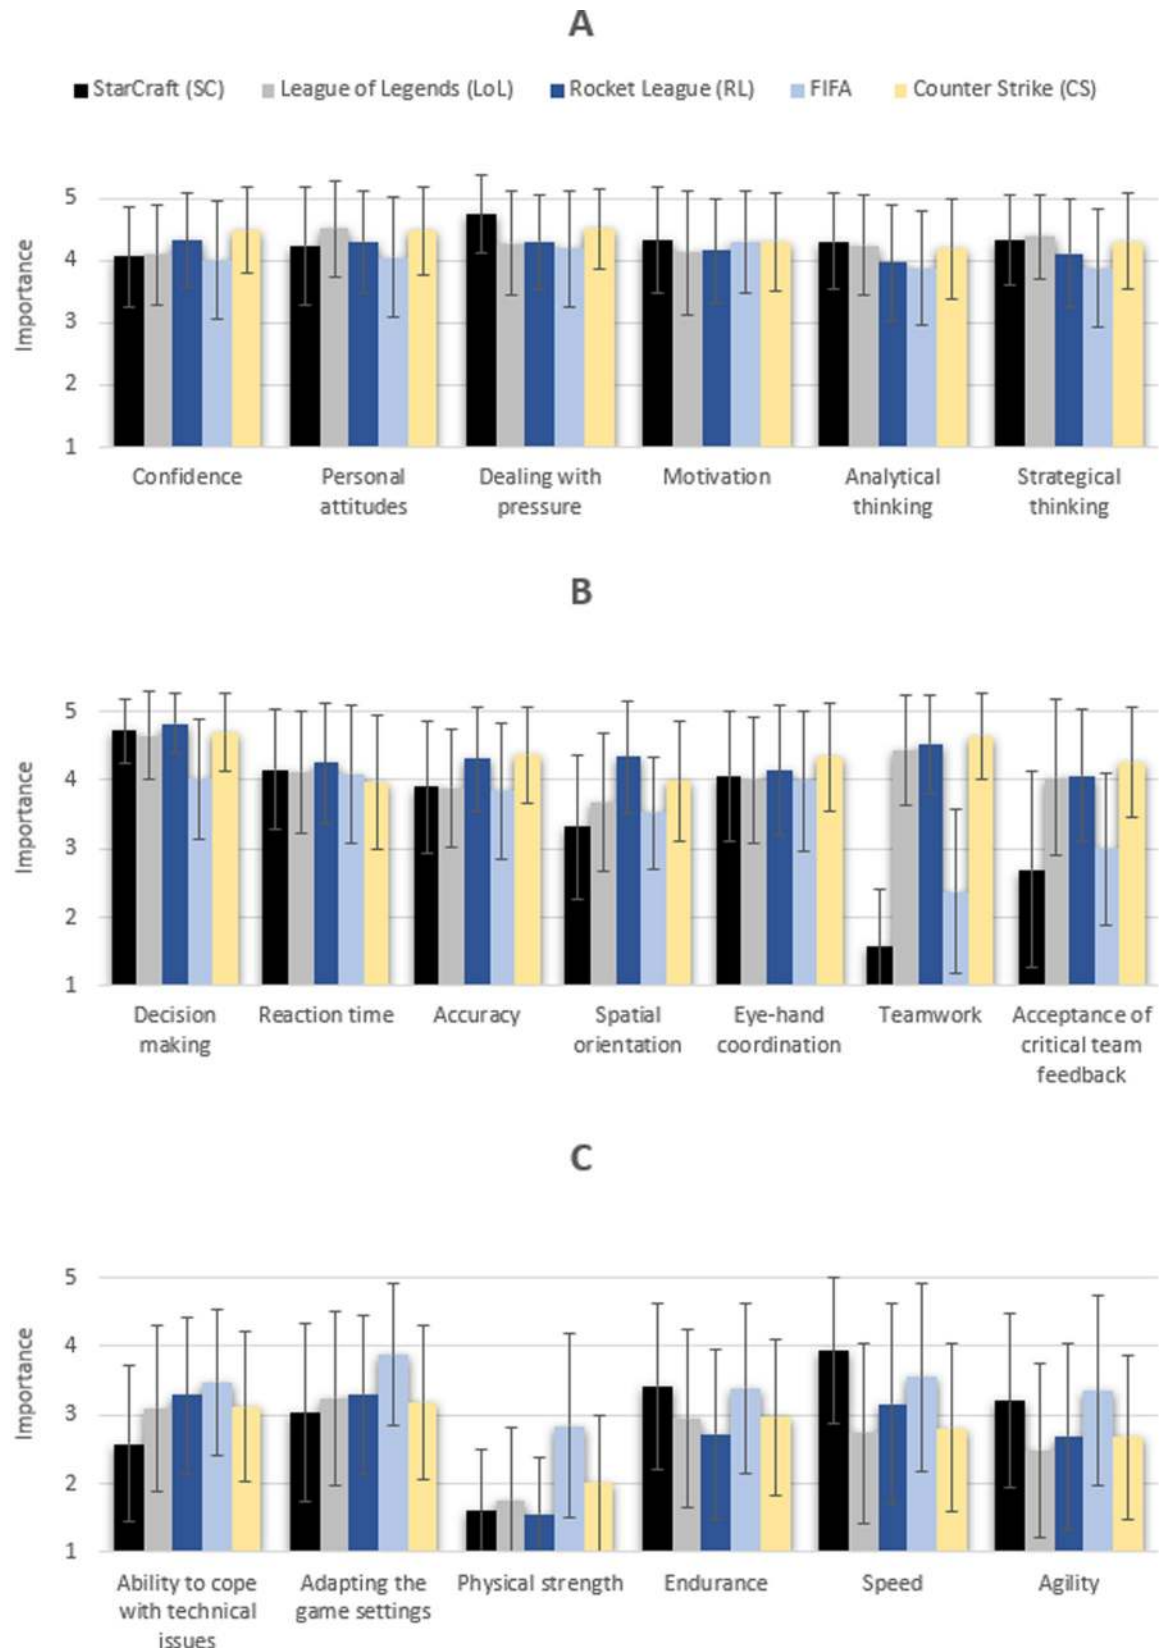 A
StarCraft (SC) League of Legends (LoL) Rocket League (RL) FIFA Counter Strike (CS)
5
4
3
2
1
Importance
Confidence Personal attitudes Dealing with pressure Motivation Analytical thinking Strategical thinking
B
5
4
3
2
1
Importance
Decision making Reaction time Accuracy Spatial orientation Eye-hand coordination Teamwork Acceptance of critical team feedback
C
5
4
3
2
1
Importance
Ability to cope with technical issues Adapting the game settings Physical strength Endurance Speed Agility